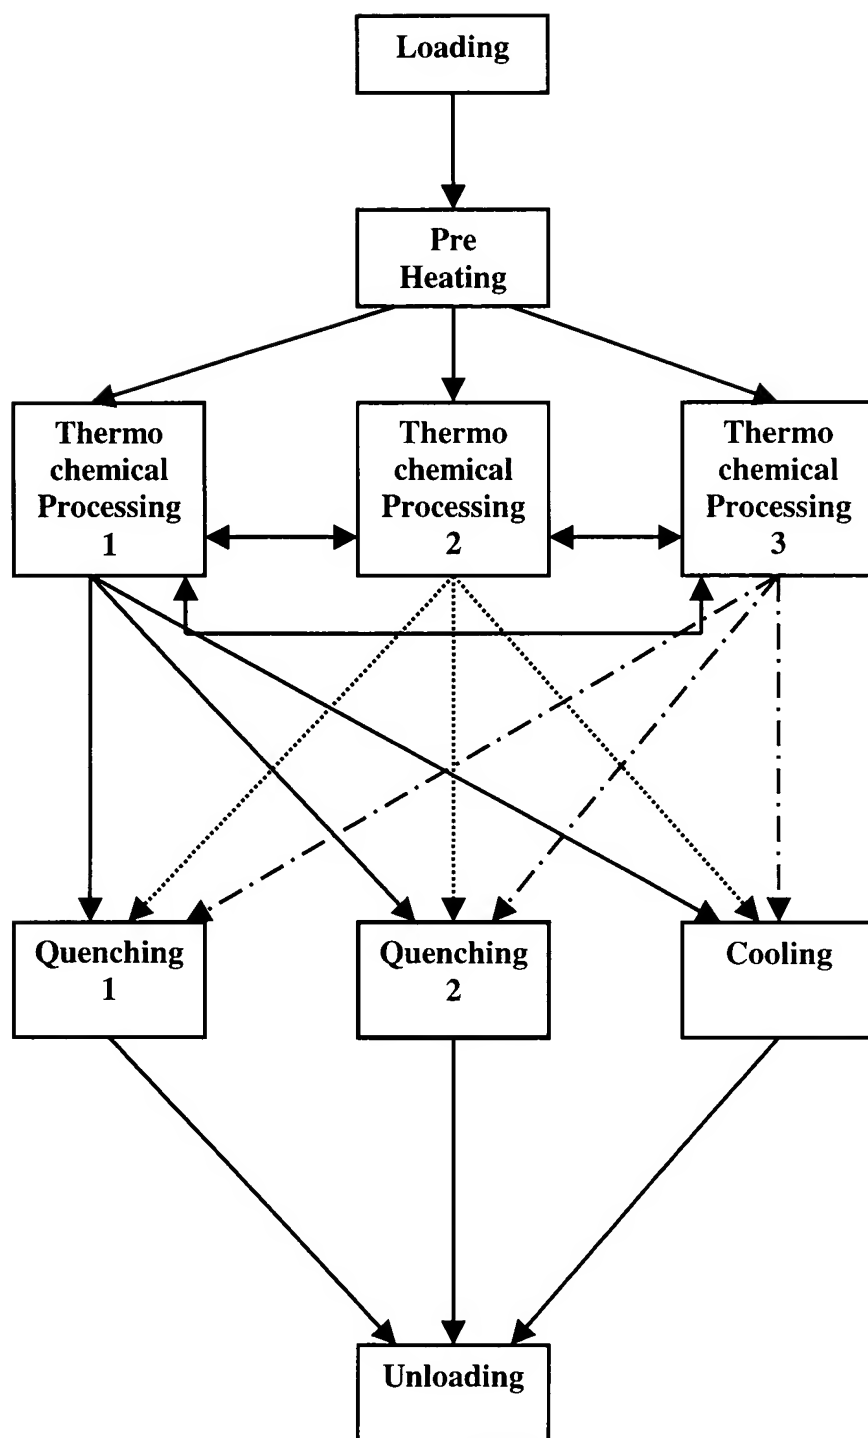 Loading
Pre
Heating
Thermo
chemical
Processing
1
Thermo
chemical
Processing
2
Thermo
chemical
Processing
3
Quenching
1
Quenching
2
Cooling
Unloading